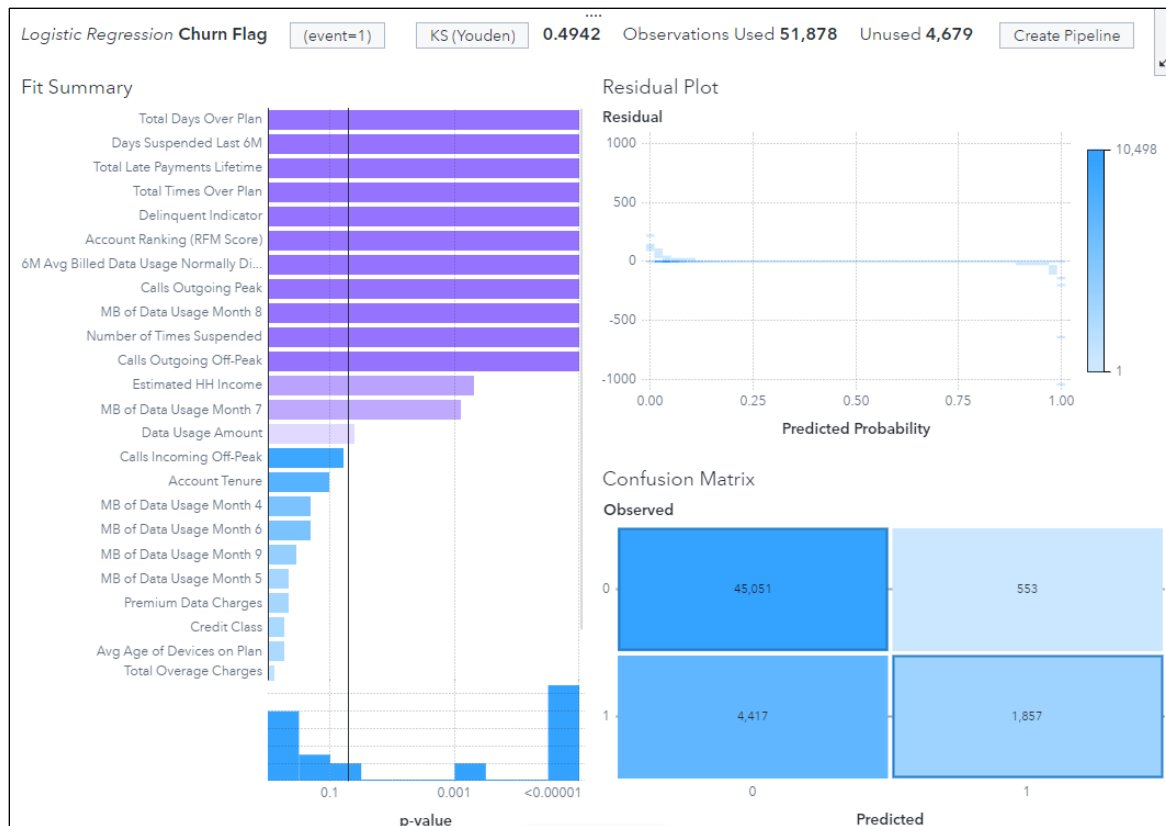 Logistic Regression Churn Flag (event=1) KS (Youden) 0.4942 Observations Used 51,878 Unused 4,679 Create Pipeline
Fit Summary
Total Days Over Plan
Days Suspended Last 6M
Total Late Payments Lifetime
Total Times Over Plan
Delinquent Indicator
Account Ranking (RFM Score)
6M Avg Billed Data Usage Normally Di...
Calls Outgoing Peak
MB of Data Usage Month 8
Number of Times Suspended
Calls Outgoing Off-Peak
Estimated HH Income
MB of Data Usage Month 7
Data Usage Amount
Calls Incoming Off-Peak
Account Tenure
MB of Data Usage Month 4
MB of Data Usage Month 6
MB of Data Usage Month 9
MB of Data Usage Month 5
Premium Data Charges
Credit Class
Avg Age of Devices on Plan
Total Overage Charges
0.1 0.001 <0.00001
p-value
Residual Plot
Residual
1000
500
0
-500
-1000
0.00 0.25 0.50 0.75 1.00
Predicted Probability
10,498
1
Confusion Matrix
Observed
0 45,051 553
1 4,417 1,857
0 1
Predicted